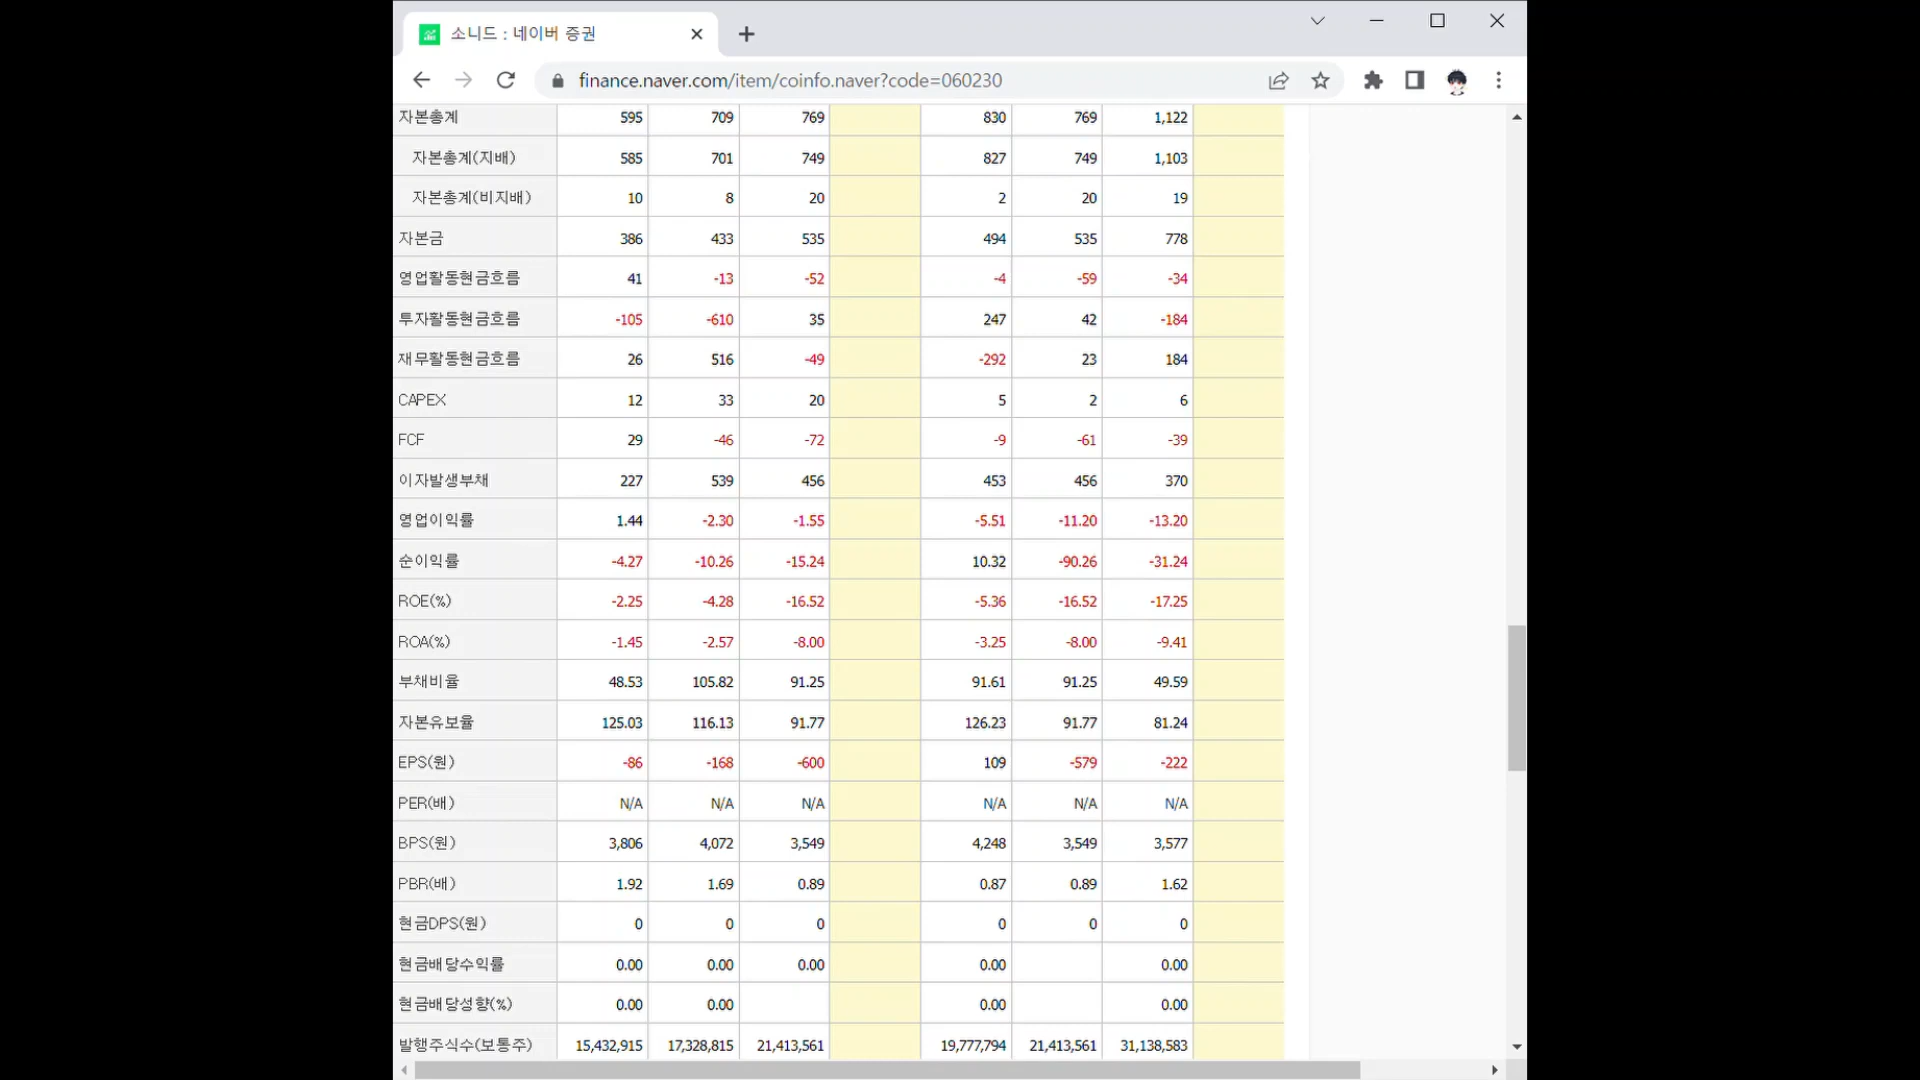 소니드 : 네이버 증권
finance.naver.com/item/coinfo.naver?code=060230
자본총계 595 709 769 830 769 1,122
자본총계(지배) 585 701 749 827 749 1,103
자본총계(비지배) 10 8 20 2 20 19
자본금 386 433 535 494 535 778
영업활동현금흐름 41 -13 -52 -4 -59 -34
투자활동현금흐름 -105 -610 35 247 42 -184
재무활동현금흐름 26 516 -49 -292 23 184
CAPEX 12 33 20 5 2 6
FCF 29 -46 -72 -9 -61 -39
이자발생부채 227 539 456 453 456 370
영업이익률 1.44 -2.30 -1.55 -5.51 -11.20 -13.20
순이익률 -4.27 -10.26 -15.24 10.32 -90.26 -31.24
ROE(%) -2.25 -4.28 -16.52 -5.36 -16.52 -17.25
ROA(%) -1.45 -2.57 -8.00 -3.25 -8.00 -9.41
부채비율 48.53 105.82 91.25 91.61 91.25 49.59
자본유보율 125.03 116.13 91.77 126.23 91.77 81.24
EPS(원) -86 -168 -600 109 -579 -222
PER(배) N/A N/A N/A N/A N/A N/A
BPS(원) 3,806 4,072 3,549 4,248 3,549 3,577
PBR(배) 1.92 1.69 0.89 0.87 0.89 1.62
현금DPS(원) 0 0 0 0 0 0
현금배당수익률 0.00 0.00 0.00 0.00 0.00
현금배당성향(%) 0.00 0.00 0.00 0.00
발행주식수(보통주) 15,432,915 17,328,815 21,413,561 19,777,794 21,413,561 31,138,583